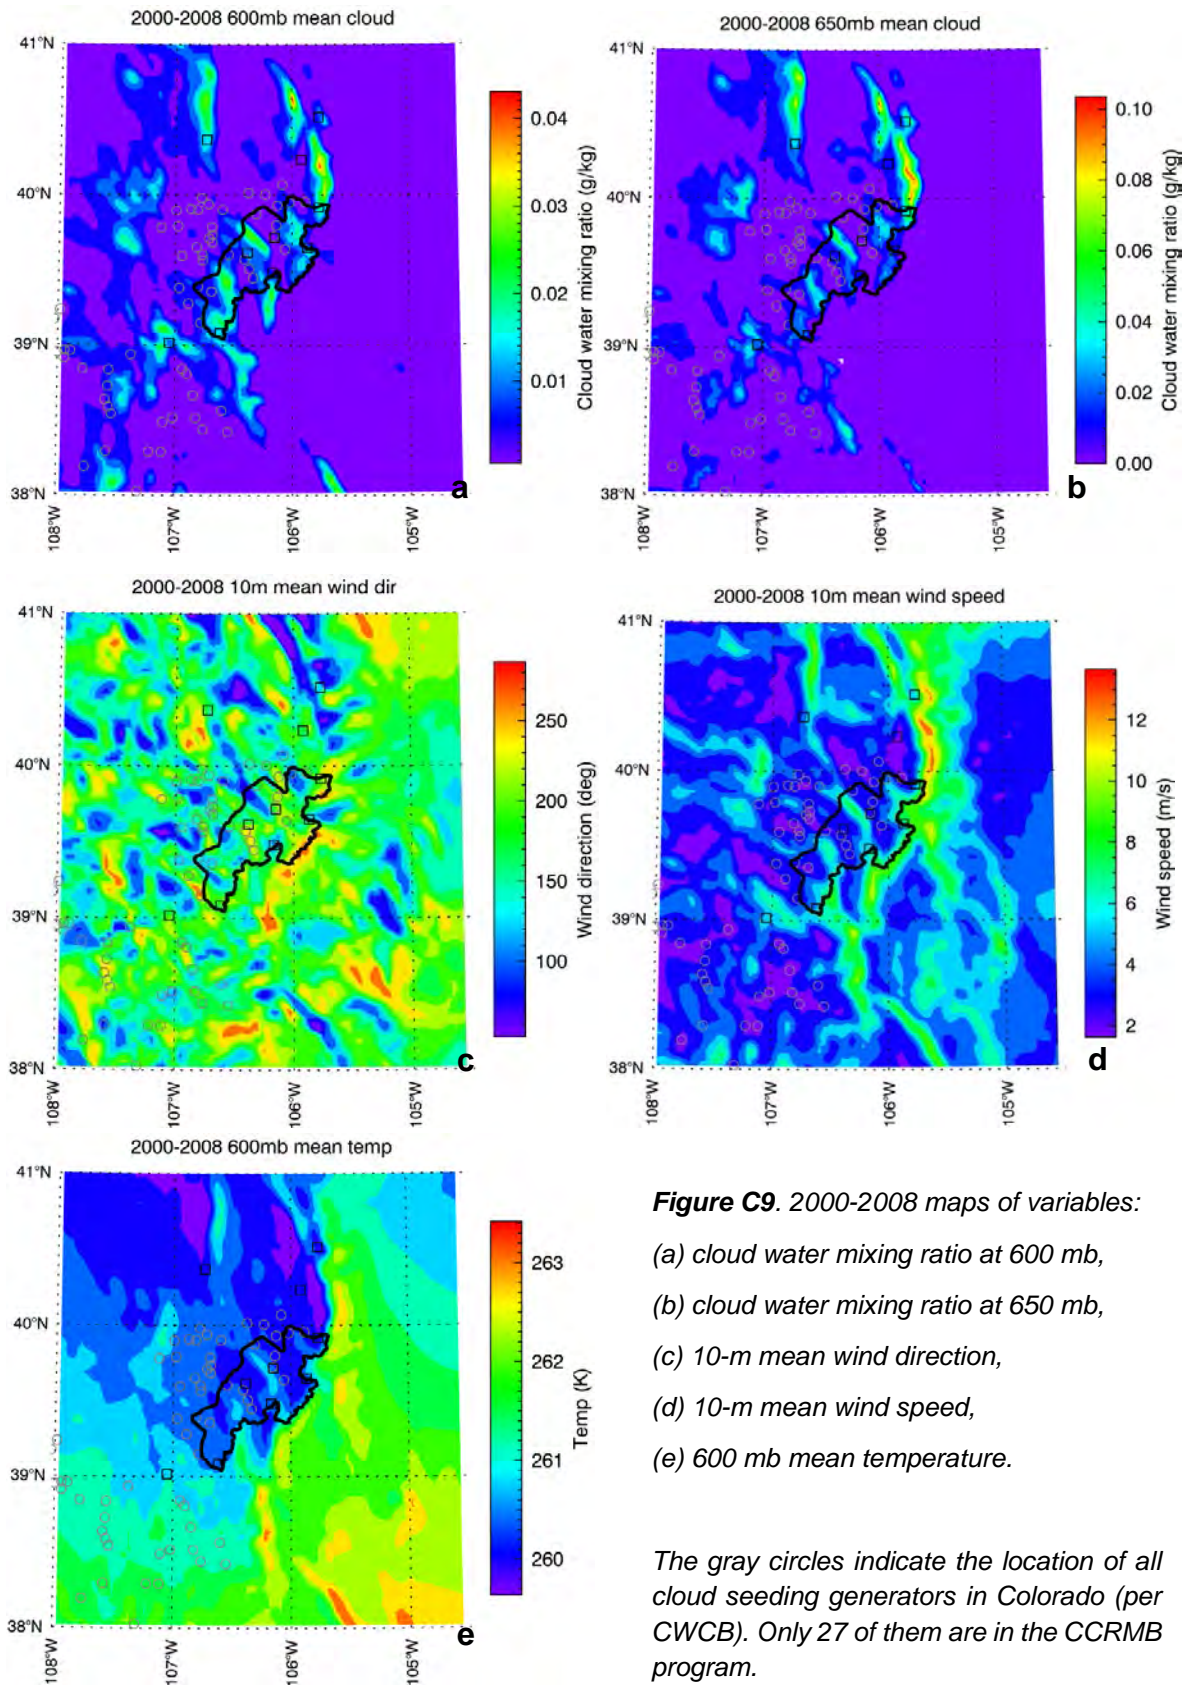 2000-2008 600mb mean cloud
41°N
40°N
39°N
38°N
108°W
107°W
106°W
105°W
0.04
0.03
0.02
0.01
Cloud water mixing ratio (g/kg)
a
2000-2008 650mb mean cloud
41°N
40°N
39°N
38°N
108°W
107°W
106°W
105°W
0.10
0.08
0.06
0.04
0.02
0.00
Cloud water mixing ratio (g/kg)
b
2000-2008 10m mean wind dir
41°N
40°N
39°N
38°N
108°W
107°W
106°W
105°W
250
200
150
100
Wind direction (deg)
c
2000-2008 10m mean wind speed
41°N
40°N
39°N
38°N
108°W
107°W
106°W
105°W
12
10
8
6
4
2
Wind speed (m/s)
d
2000-2008 600mb mean temp
41°N
40°N
39°N
38°N
108°W
107°W
106°W
105°W
263
262
261
260
Temp (K)
e
Figure C9. 2000-2008 maps of variables:
(a) cloud water mixing ratio at 600 mb,
(b) cloud water mixing ratio at 650 mb,
(c) 10-m mean wind direction,
(d) 10-m mean wind speed,
(e) 600 mb mean temperature.
The gray circles indicate the location of all
cloud seeding generators in Colorado (per
CWCB). Only 27 of them are in the CCRMB
program.